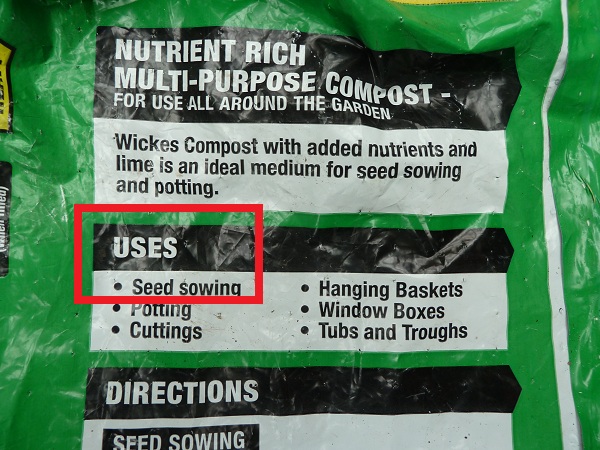 NUTRIENT RICH
MULTI-PURPOSE COMPOST -
FOR USE ALL AROUND THE GARDEN
Wickes Compost with added nutrients and
lime is an ideal medium for seed sowing
and potting.
USES
• Seed sowing
• Potting
• Cuttings
• Hanging Baskets
• Window Boxes
• Tubs and Troughs
DIRECTIONS
SEED SOWING
(When filled)